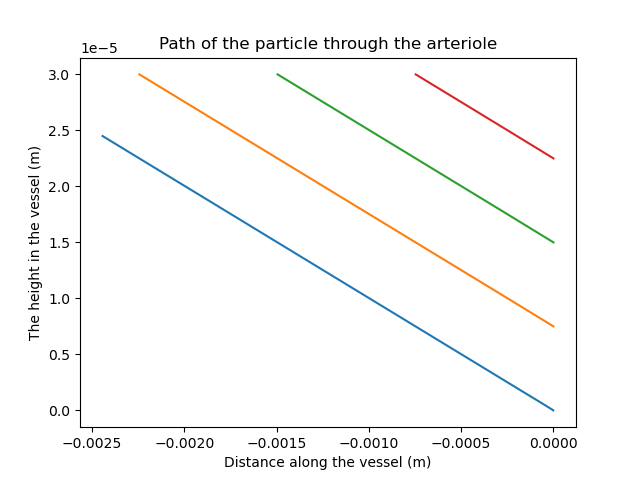 Path of the particle through the arteriole
1e−5
3.0
2.5
2.0
1.5
1.0
0.5
0.0
The height in the vessel (m)
−0.0025 −0.0020 −0.0015 −0.0010 −0.0005 0.0000
Distance along the vessel (m)